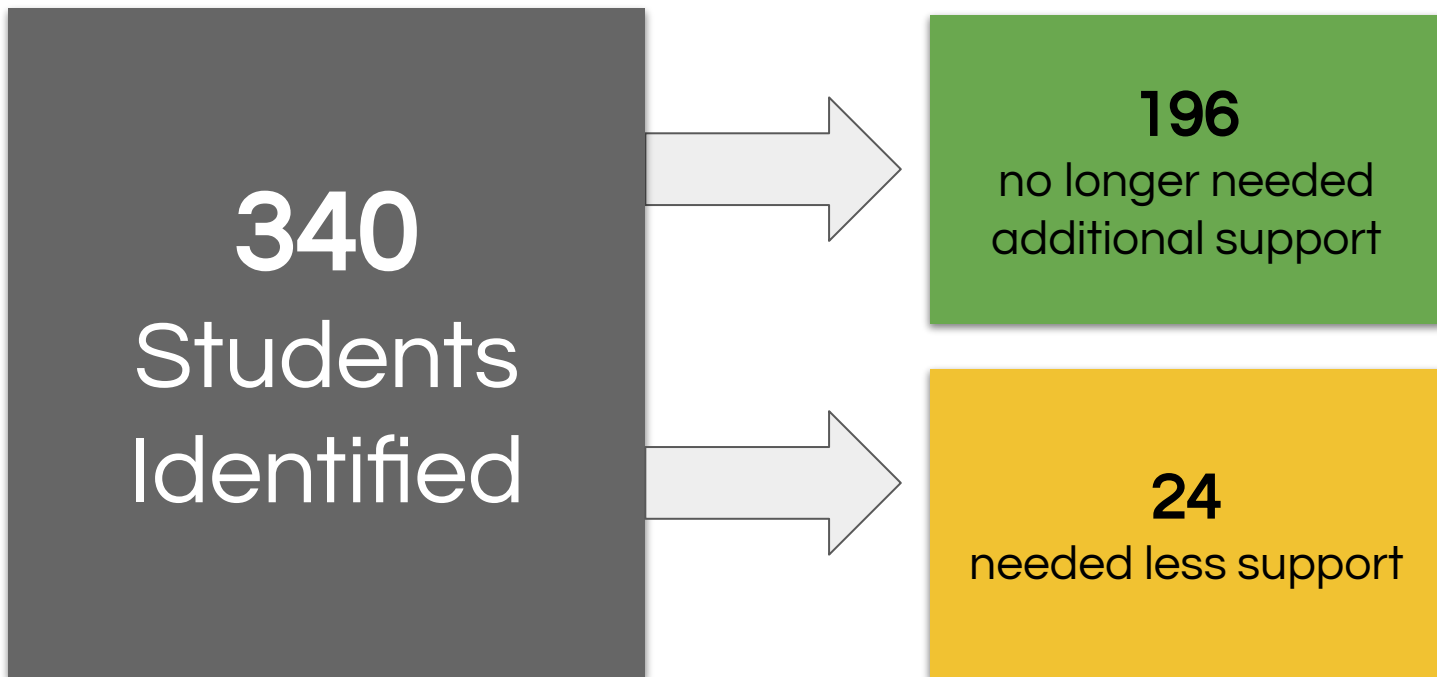 340
Students
Identified
196
no longer needed
additional support
24
needed less support